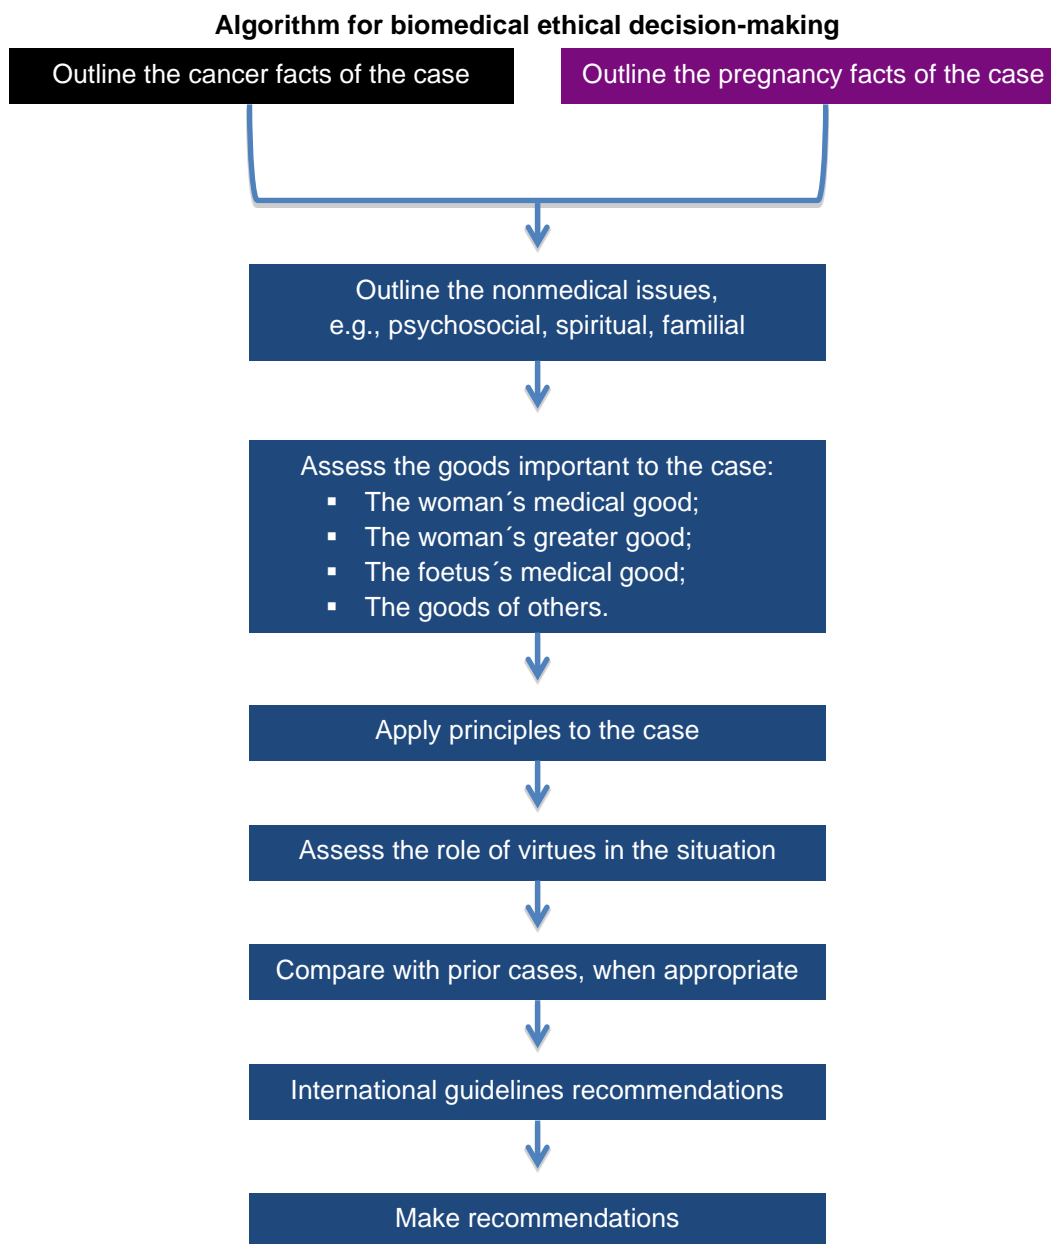 Algorithm for biomedical ethical decision-making
Outline the cancer facts of the case
Outline the pregnancy facts of the case
Outline the nonmedical issues,
e.g., psychosocial, spiritual, familial
Assess the goods important to the case:
▪ The woman´s medical good;
▪ The woman´s greater good;
▪ The foetus´s medical good;
▪ The goods of others.
Apply principles to the case
Assess the role of virtues in the situation
Compare with prior cases, when appropriate
International guidelines recommendations
Make recommendations